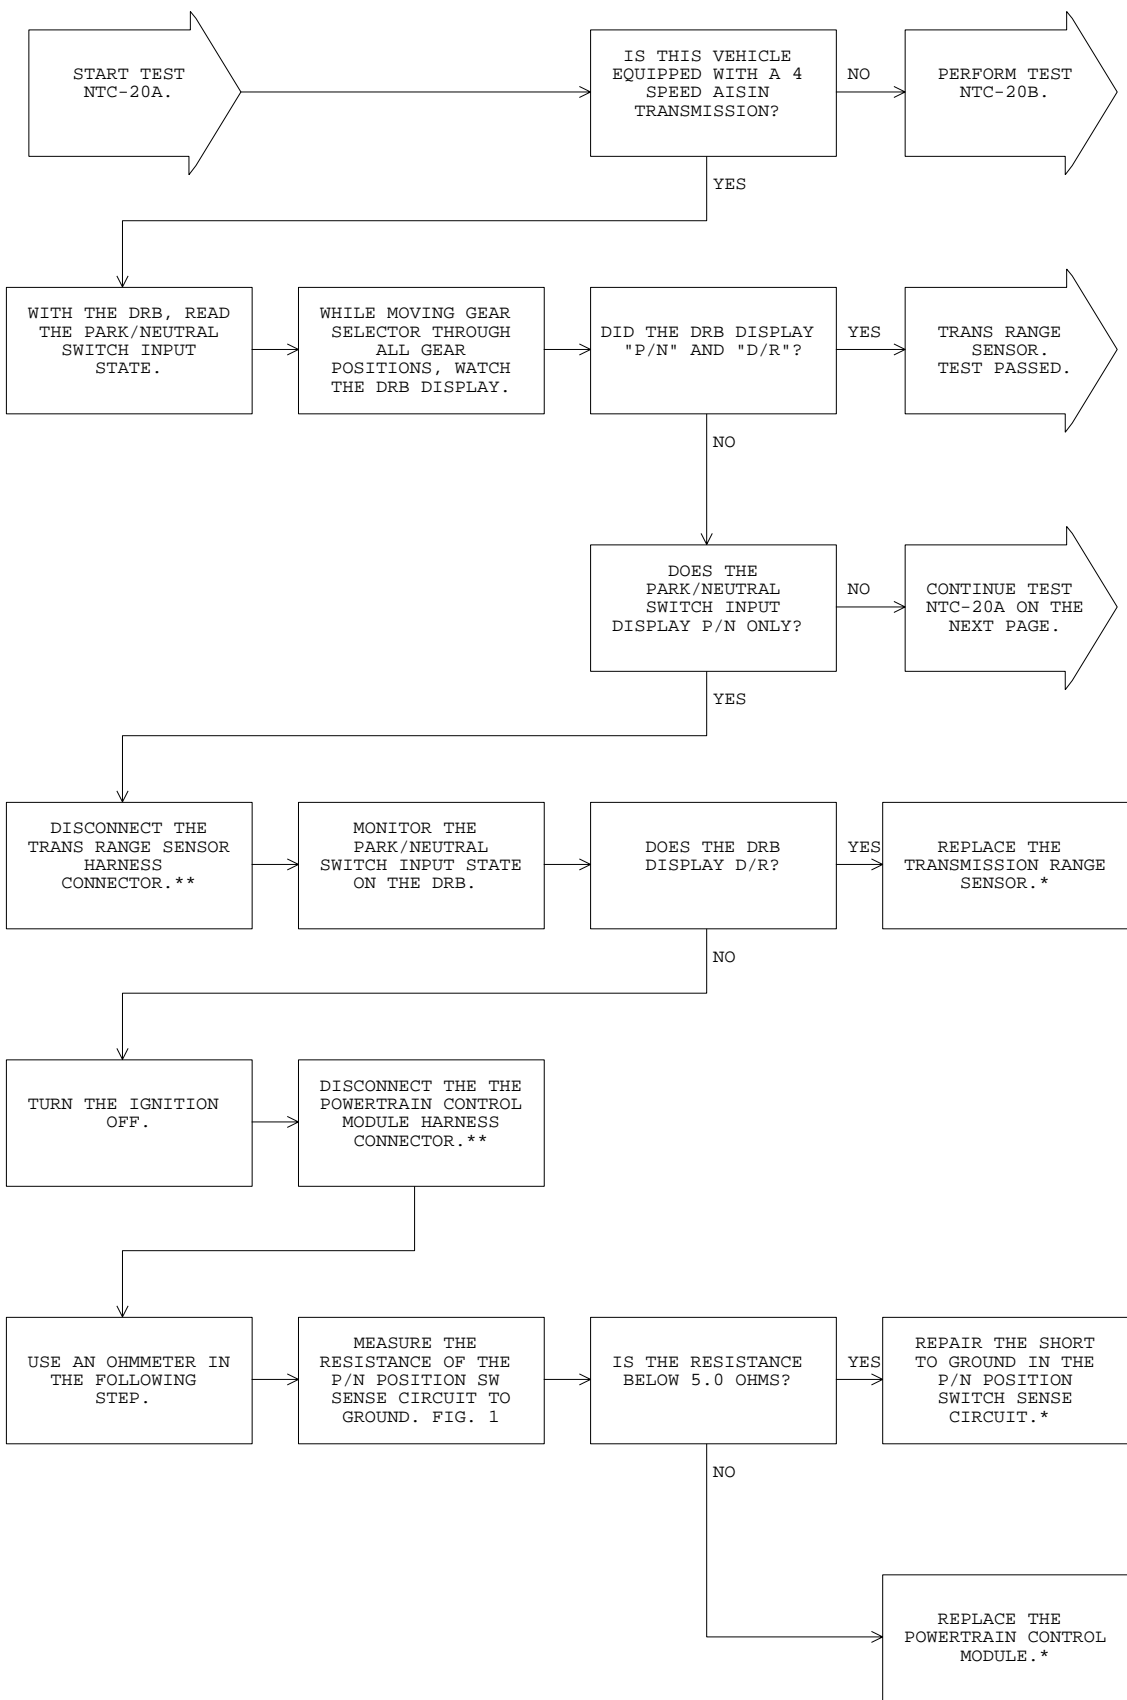 START TEST
NTC-20A.
IS THIS VEHICLE
EQUIPPED WITH A 4
SPEED AISIN
TRANSMISSION?
NO
PERFORM TEST
NTC-20B.
YES
WITH THE DRB, READ
THE PARK/NEUTRAL
SWITCH INPUT
STATE.
WHILE MOVING GEAR
SELECTOR THROUGH
ALL GEAR
POSITIONS, WATCH
THE DRB DISPLAY.
DID THE DRB DISPLAY
"P/N" AND "D/R"?
YES
TRANS RANGE
SENSOR.
TEST PASSED.
NO
DOES THE
PARK/NEUTRAL
SWITCH INPUT
DISPLAY P/N ONLY?
NO
CONTINUE TEST
NTC-20A ON THE
NEXT PAGE.
YES
DISCONNECT THE
TRANS RANGE SENSOR
HARNESS
CONNECTOR.**
MONITOR THE
PARK/NEUTRAL
SWITCH INPUT STATE
ON THE DRB.
DOES THE DRB
DISPLAY D/R?
YES
REPLACE THE
TRANSMISSION RANGE
SENSOR.*
NO
TURN THE IGNITION
OFF.
DISCONNECT THE THE
POWERTRAIN CONTROL
MODULE HARNESS
CONNECTOR.**
USE AN OHMMETER IN
THE FOLLOWING
STEP.
MEASURE THE
RESISTANCE OF THE
P/N POSITION SW
SENSE CIRCUIT TO
GROUND. FIG. 1
IS THE RESISTANCE
BELOW 5.0 OHMS?
YES
REPAIR THE SHORT
TO GROUND IN THE
P/N POSITION
SWITCH SENSE
CIRCUIT.*
NO
REPLACE THE
POWERTRAIN CONTROL
MODULE.*